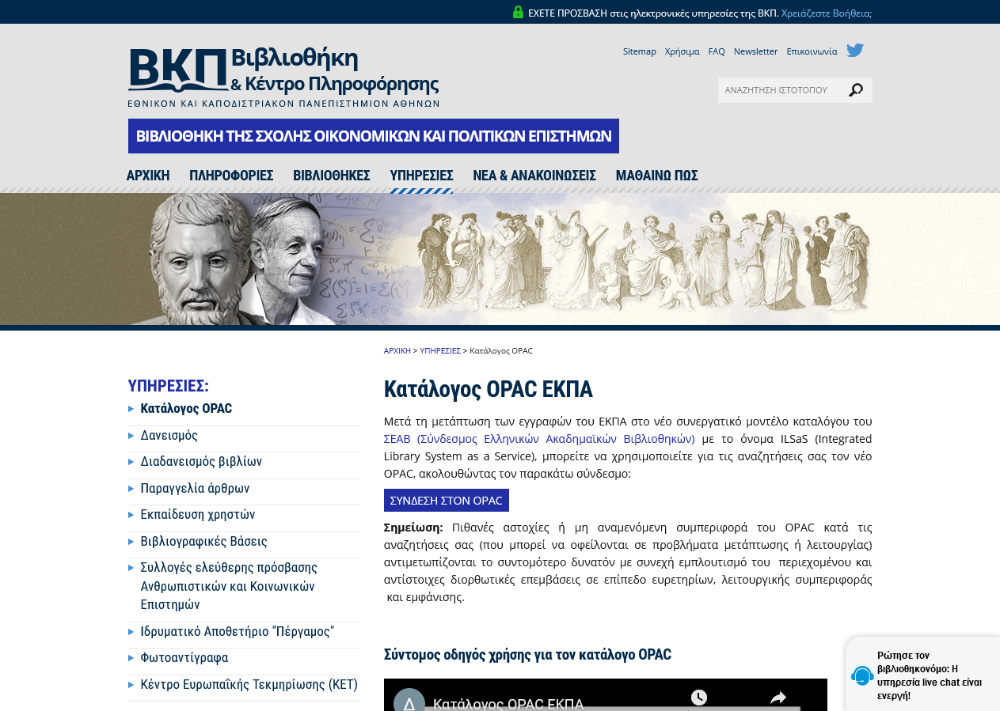 ΕΧΕΤΕ ΠΡΟΣΒΑΣΗ στις ηλεκτρονικές υπηρεσίες της ΒΚΠ. Χρειάζεστε Βοήθεια;
ΒΚΠ Βιβλιοθήκη
& Κέντρο Πληροφόρησης
ΕΘΝΙΚΟΝ ΚΑΙ ΚΑΠΟΔΙΣΤΡΙΑΚΟΝ ΠΑΝΕΠΙΣΤΗΜΙΟΝ ΑΘΗΝΩΝ
Sitemap Χρήσιμα FAQ Newsletter Επικοινωνία
ΑΝΑΖΗΤΗΣΗ ΙΣΤΟΤΟΠΟΥ
ΒΙΒΛΙΟΘΗΚΗ ΤΗΣ ΣΧΟΛΗΣ ΟΙΚΟΝΟΜΙΚΩΝ ΚΑΙ ΠΟΛΙΤΙΚΩΝ ΕΠΙΣΤΗΜΩΝ
ΑΡΧΙΚΗ ΠΛΗΡΟΦΟΡΙΕΣ ΒΙΒΛΙΟΘΗΚΕΣ ΥΠΗΡΕΣΙΕΣ ΝΕΑ & ΑΝΑΚΟΙΝΩΣΕΙΣ ΜΑΘΑΙΝΩ ΠΩΣ
ΑΡΧΙΚΗ > ΥΠΗΡΕΣΙΕΣ > Κατάλογος OPAC
ΥΠΗΡΕΣΙΕΣ:
Κατάλογος OPAC
Δανεισμός
Διαδανεισμός βιβλίων
Παραγγελία άρθρων
Εκπαίδευση χρηστών
Βιβλιογραφικές Βάσεις
Συλλογές ελεύθερης πρόσβασης
Ανθρωπιστικών και Κοινωνικών
Επιστημών
Ιδρυματικό Αποθετήριο "Πέργαμος"
Φωτοαντίγραφα
Κέντρο Ευρωπαΐκής Τεκμηρίωσης (ΚΕΤ)
Κατάλογος OPAC ΕΚΠΑ
Μετά τη μετάπτωση των εγγραφών του ΕΚΠΑ στο νέο συνεργατικό μοντέλο καταλόγου του
ΣΕΑΒ (Σύνδεσμος Ελληνικών Ακαδημαϊκών Βιβλιοθηκών) με το όνομα ILSaS (Integrated
Library System as a Service), μπορείτε να χρησιμοποιείτε για τις αναζητήσεις σας τον νέο
OPAC, ακολουθώντας τον παρακάτω σύνδεσμο:
ΣΥΝΔΕΣΗ ΣΤΟΝ OPAC
Σημείωση: Πιθανές αστοχίες ή μη αναμενόμενη συμπεριφορά του OPAC κατά τις
αναζητήσεις σας (που μπορεί να οφείλονται σε προβλήματα μετάπτωσης ή λειτουργίας)
αντιμετωπίζονται το συντομότερο δυνατόν με συνεχή εμπλουτισμό του περιεχομένου και
αντίστοιχες διορθωτικές επεμβάσεις σε επίπεδο ευρετηρίων, λειτουργικής συμπεριφοράς
και εμφάνισης.
Σύντομος οδηγός χρήσης για τον κατάλογο OPAC
Δ Κατάλογος OPAC ΕΚΠΑ
Ρώτησε τον
βιβλιοθηκονόμο: Η
υπηρεσία live chat είναι
ενεργή!